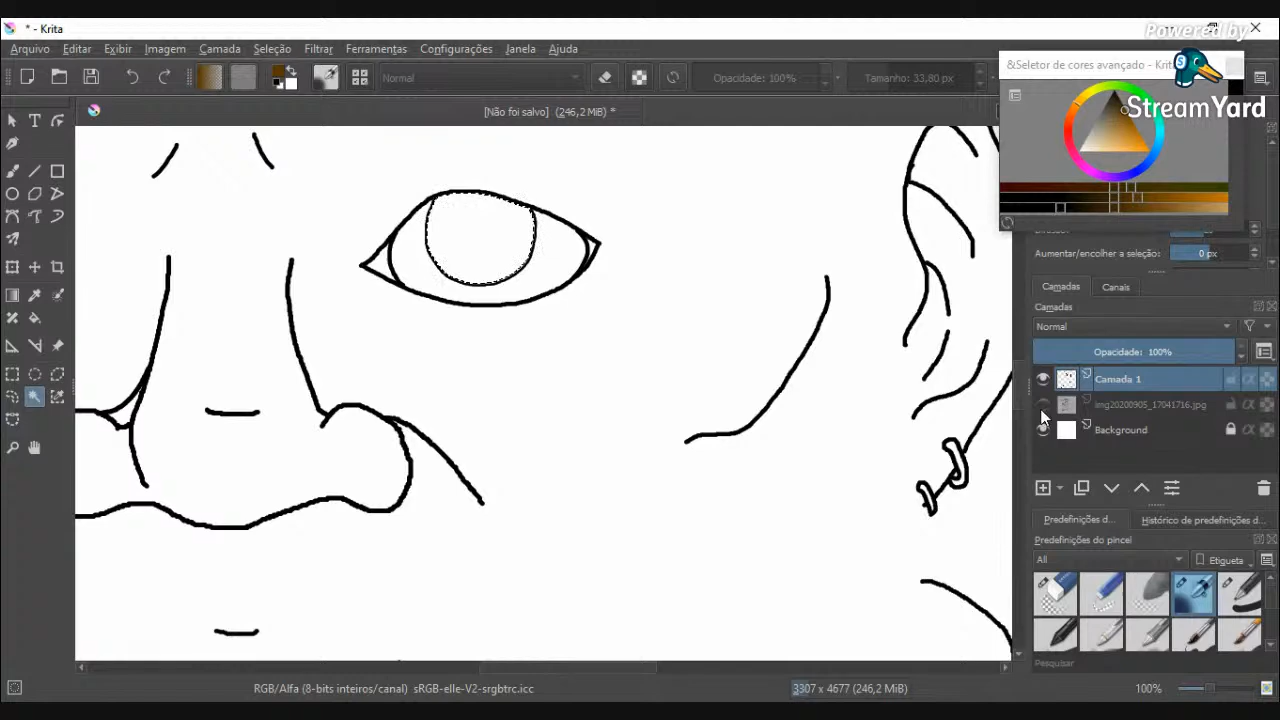 * - Krita
Powered by
Arquivo Editar Exibir Imagem Camada Seleção Filtrar Ferramentas Configurações Janela Ajuda
&Seletor de cores avançado - Krita
StreamYard
Normal
Opacidade: 100%
Tamanho: 33,80 px
[Não foi salvo] (246,2 MiB) *
Aumentar/encolher a seleção: 0 px
Camadas Canais
Camadas
Normal
Opacidade: 100%
Camada 1
img20200905_17041716.jpg
Background
Predefinições d... Histórico de predefinições d...
Predefinições do pincel
All
Etiqueta
Pesquisar
RGB/Alfa (8-bits inteiros/canal) sRGB-elle-V2-srgbtrc.icc
3307 x 4677 (246,2 MiB)
100%